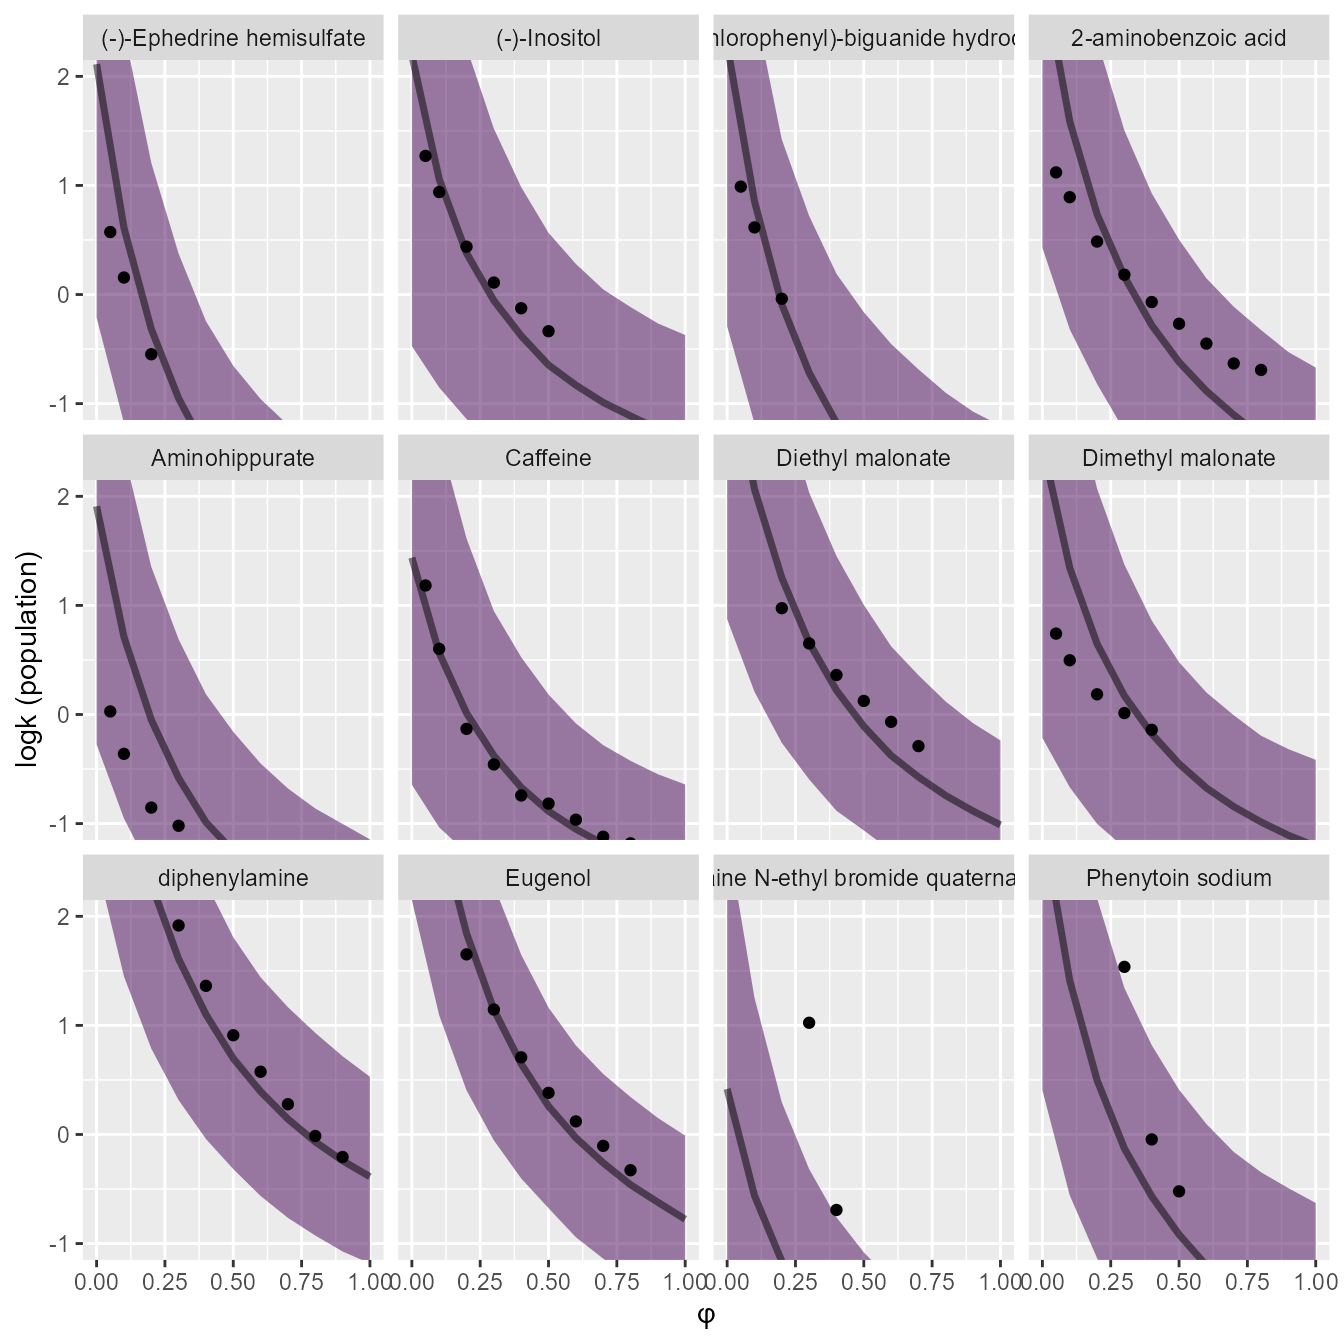 (-)-Ephedrine hemisulfate (-)-Inositol hlorophenyl)-biguanide hydroc 2-aminobenzoic acid
2
1
0
-1
Aminohippurate Caffeine Diethyl malonate Dimethyl malonate
2
1
0
-1
logk (population)
diphenylamine Eugenol ine N-ethyl bromide quaterna Phenytoin sodium
2
1
0
-1
0.00 0.25 0.50 0.75 1.00 0.00 0.25 0.50 0.75 1.00 0.00 0.25 0.50 0.75 1.00 0.00 0.25 0.50 0.75 1.00
φ